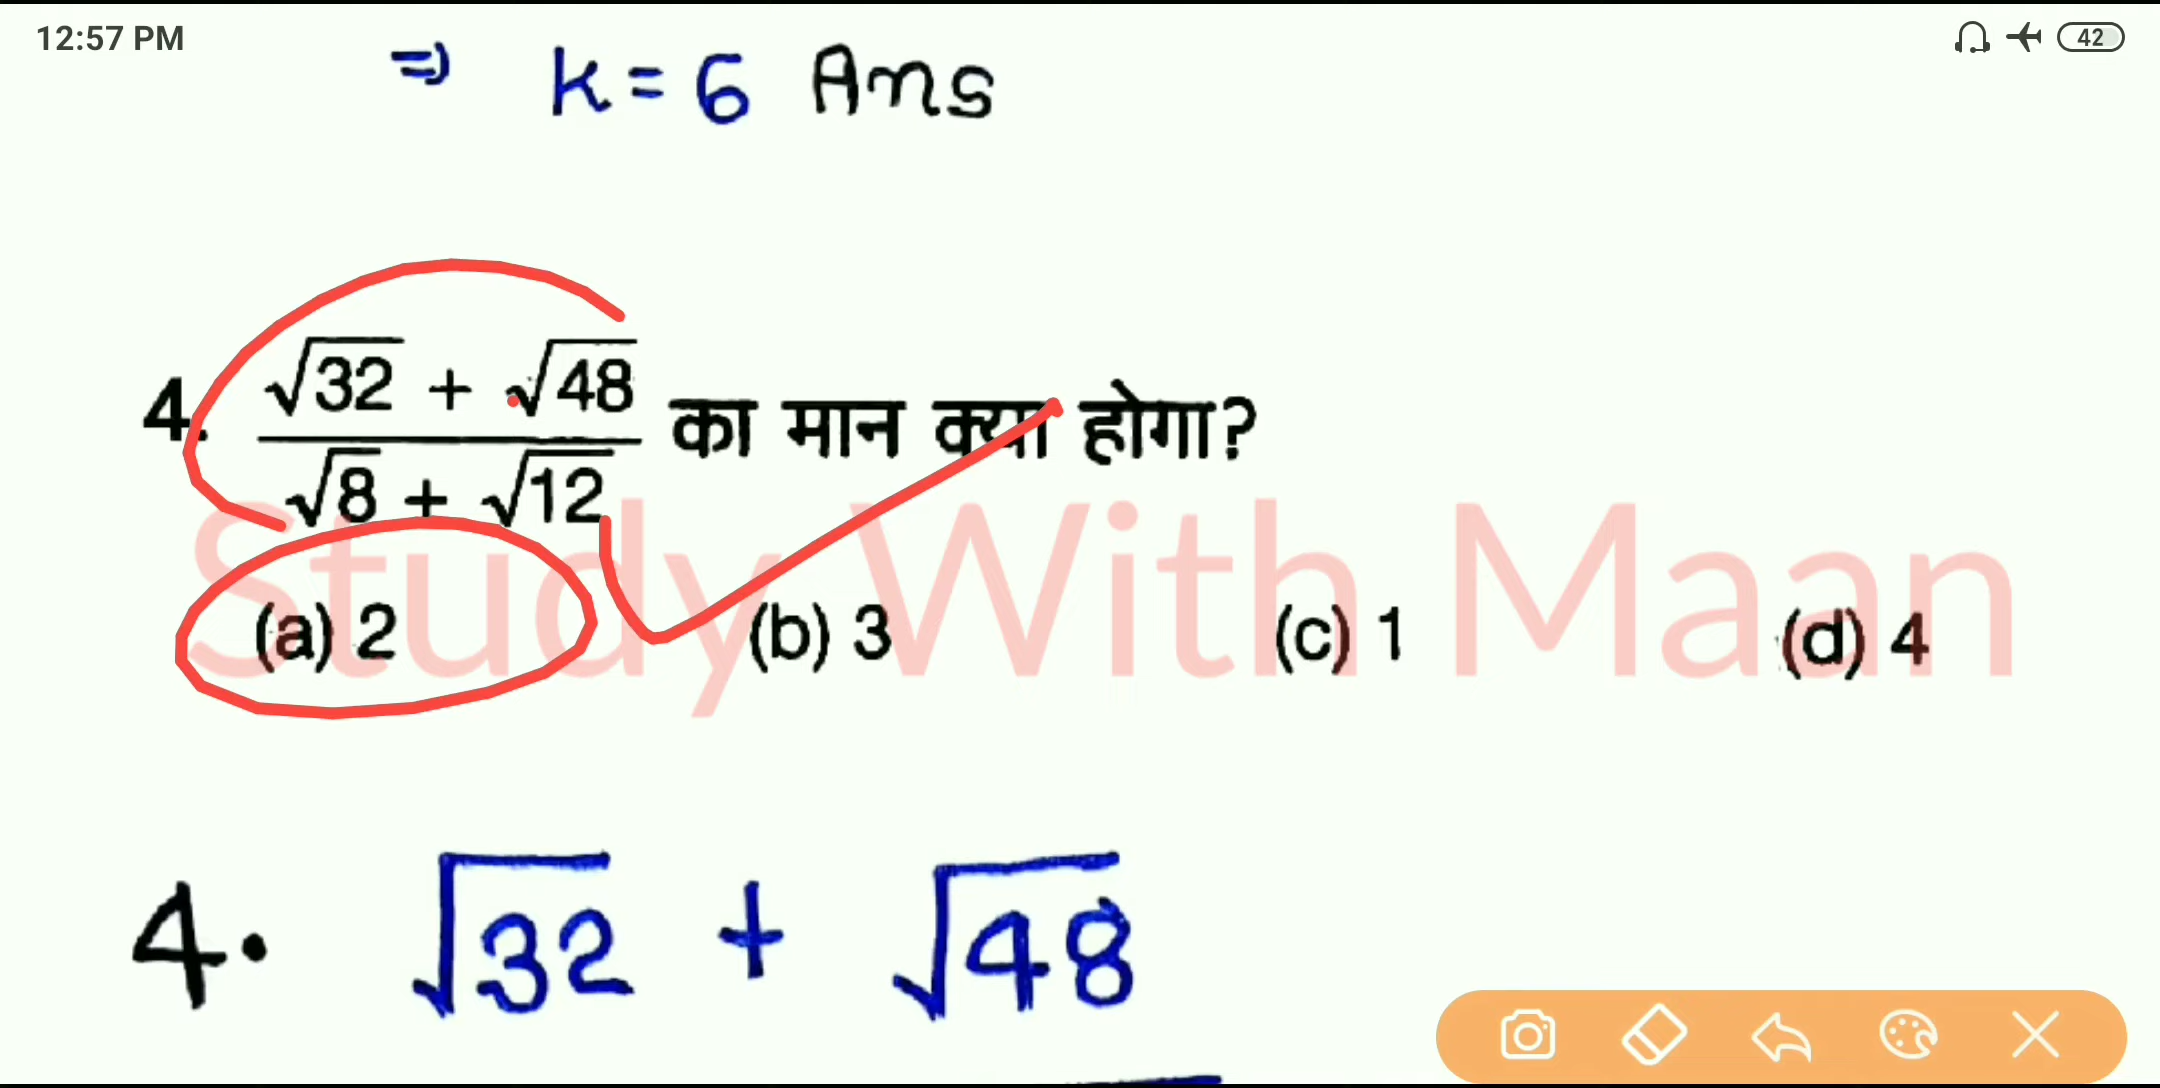 12:57 PM
42
⇒ k = 6 Ans
4. (√32 + √48)/(√8 + √12) का मान क्या होगा?
Study With Maan
(a) 2 (b) 3 (c) 1 (d) 4
4. √32 + √48